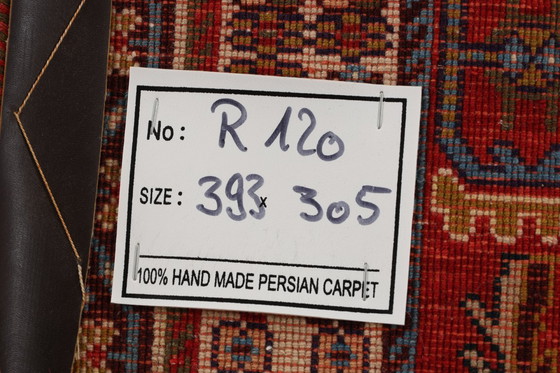 No: R 120
SIZE: 393 x 305
100% HAND MADE PERSIAN CARPET